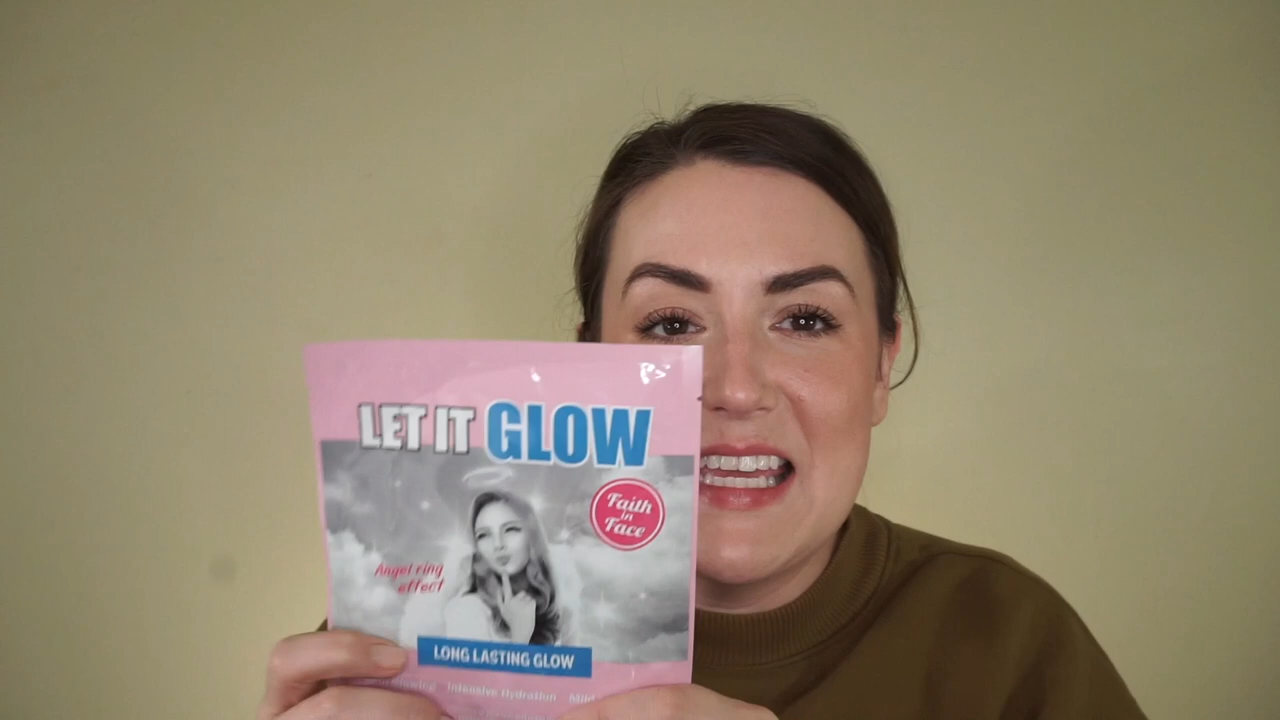 LET IT GLOW
Faith
in
Face
Angel ring
effect
LONG LASTING GLOW
Intensive Hydration